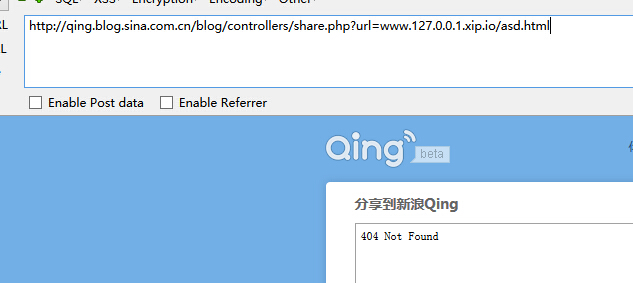 SQL XSS Encryption Encoding Other
http://qing.blog.sina.com.cn/blog/controllers/share.php?url=www.127.0.0.1.xip.io/asd.html
Enable Post data Enable Referrer
Qing beta
分享到新浪Qing
404 Not Found